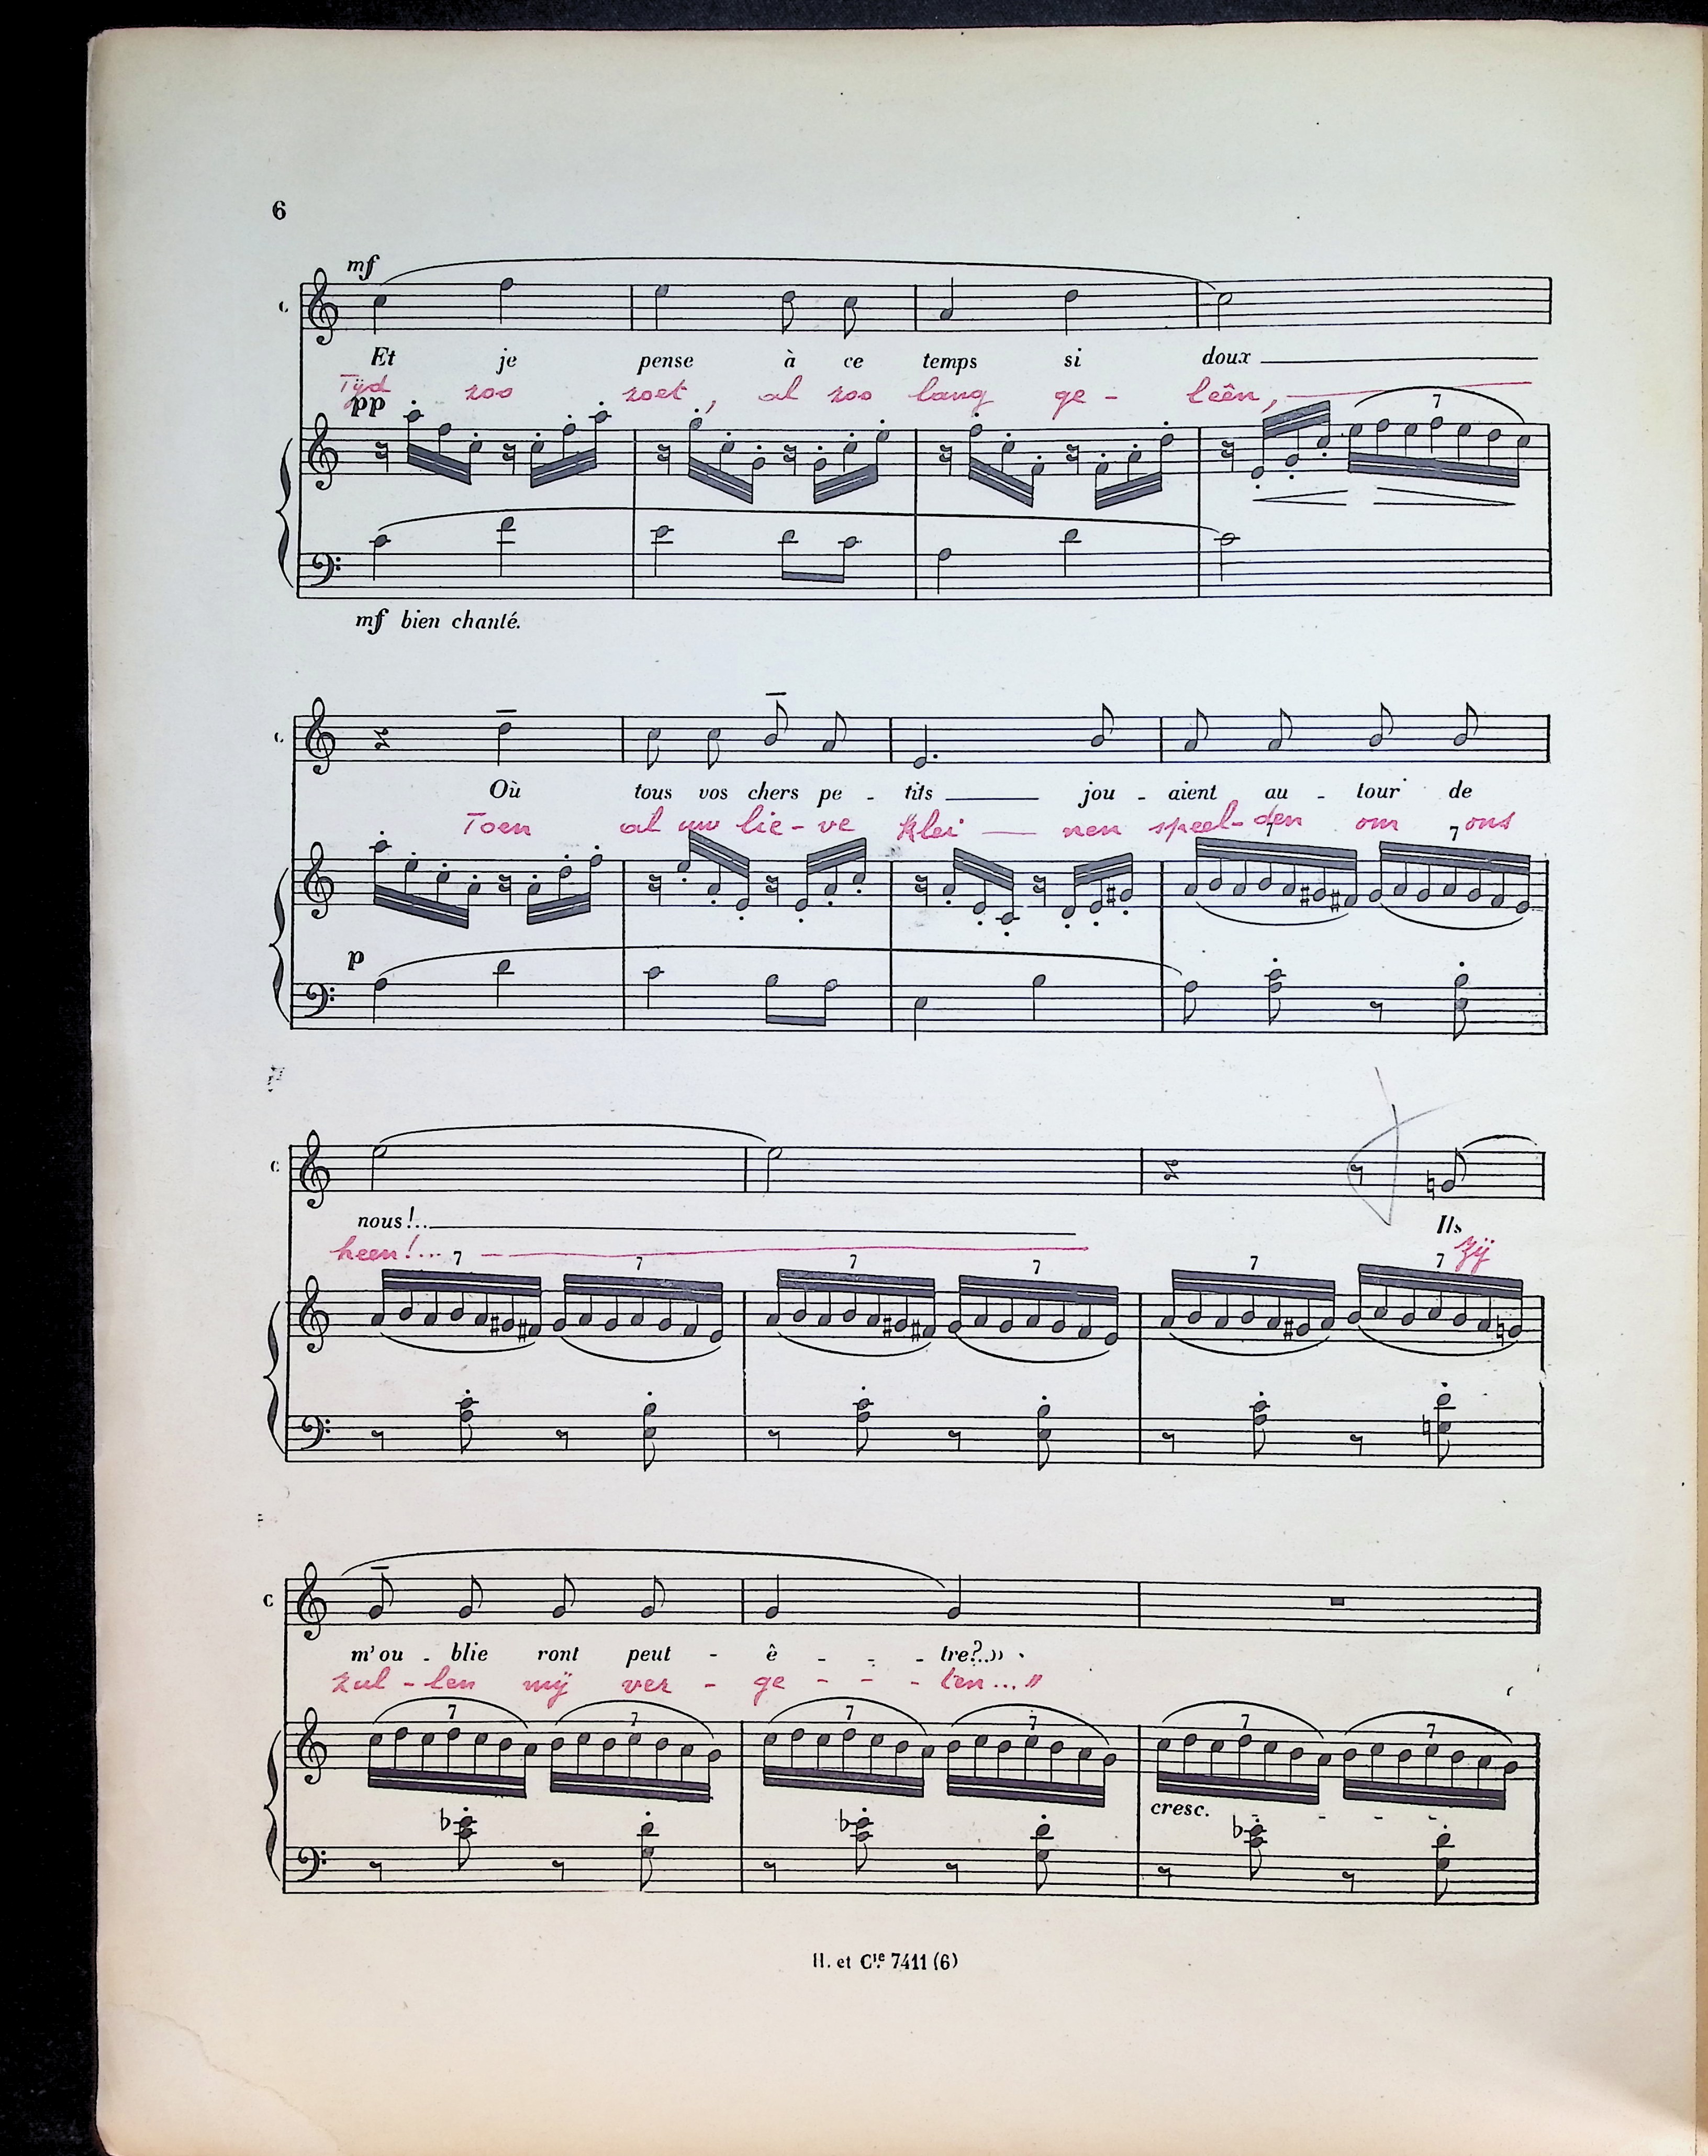 6
mf
C
Et je pense à ce temps si doux
Tijd zoo zoet, al zoo lang ge - leên,
pp
7
mf bien chanté.
C
Où tous vos chers pe - tits jou - aient au - tour de
Toen al uw lie - ve klei — nen speel - den om ons
7 7
p
C
nous!..
Ils
heen!... zij
7 7 7 7 7 7
C
m'ou - blie ront peut - ê - - - tre?..»
zul - len mij ver - ge - - - ten..."
7 7 7 7 7 7
cresc. - - - -
H. et Cie. 7411 (6)